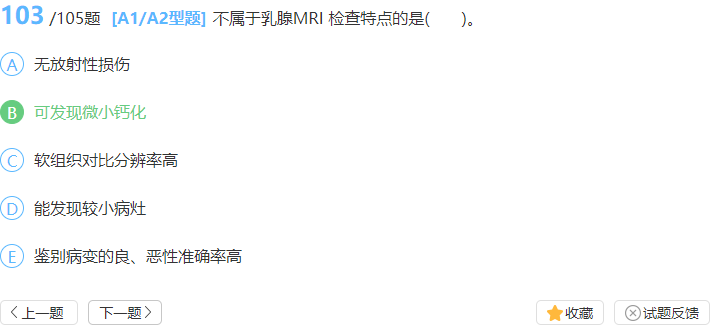 103 /105题 [A1/A2型题] 不属于乳腺MRI 检查特点的是(  )。
A 无放射性损伤
B 可发现微小钙化
C 软组织对比分辨率高
D 能发现较小病灶
E 鉴别病变的良、恶性准确率高
上一题 下一题 收藏 试题反馈